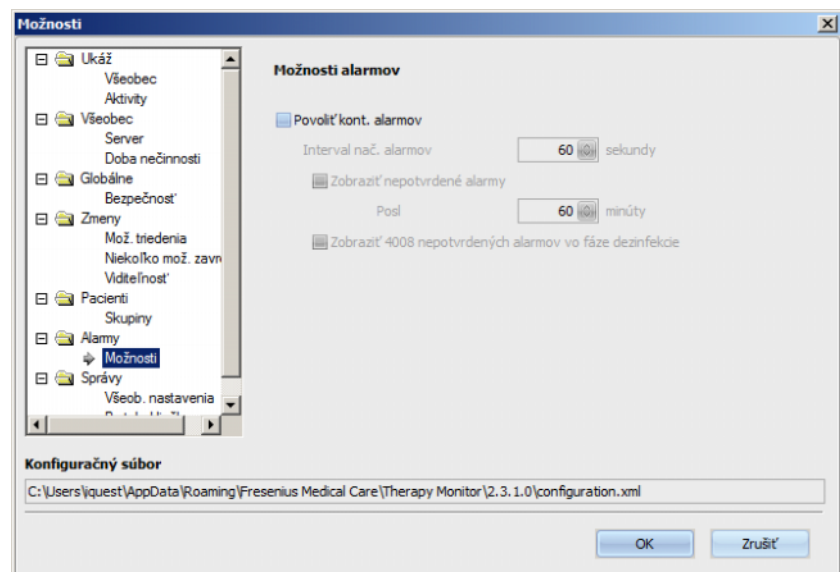 Možnosti
Ukáž
Všeobec
Aktivity
Všeobec
Server
Doba nečinnosti
Globálne
Bezpečnosť
Zmeny
Mož. triedenia
Niekoľko mož. zavr
Viditeľnosť
Pacienti
Skupiny
Alarmy
Možnosti
Správy
Všeob. nastavenia
Možnosti alarmov
Povoliť kont. alarmov
Interval nač. alarmov 60 sekundy
Zobraziť nepotvrdené alarmy
Posl 60 minúty
Zobraziť 4008 nepotvrdených alarmov vo fáze dezinfekcie
Konfiguračný súbor
C:\Users\iquest\AppData\Roaming\Fresenius Medical Care\Therapy Monitor\2.3.1.0\configuration.xml
OK Zrušiť